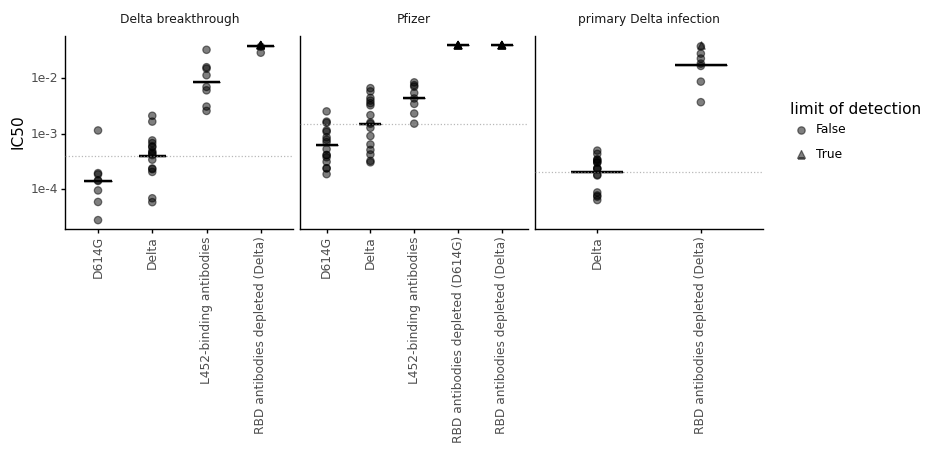 Delta breakthrough
Pfizer
primary Delta infection
IC50
1e-2
1e-3
1e-4
D614G
Delta
L452-binding antibodies
RBD antibodies depleted (Delta)
D614G
Delta
L452-binding antibodies
RBD antibodies depleted (D614G)
RBD antibodies depleted (Delta)
Delta
RBD antibodies depleted (Delta)
limit of detection
False
True